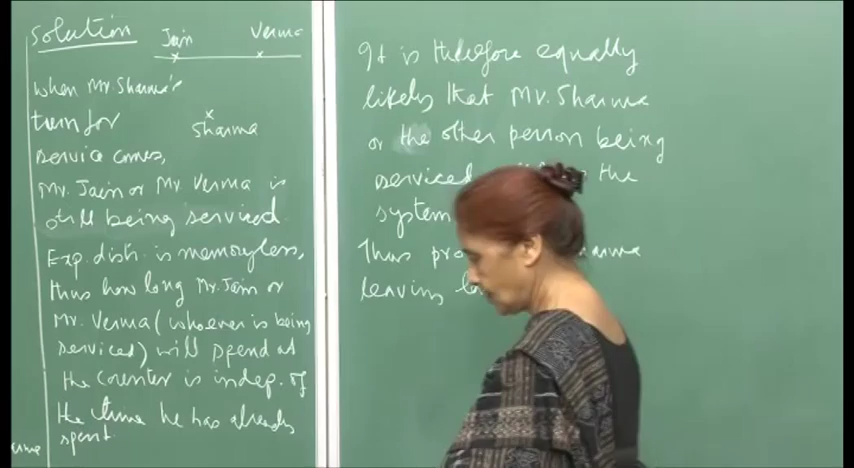 Solution
Jain Verma
when Mr. Sharma's
turn for
Sharma
service comes,
Mr. Jain or Mr Verma is
still being serviced
Exp. distr. is memoryless,
thus how long Mr. Jain or
Mr. Verma (whoever is being
serviced) will spend at
the counter is indep. of
the time he has already
spent.
It is therefore equally
likely that Mr. Sharma
or the other person being
serviced the
system
Thus
leaving